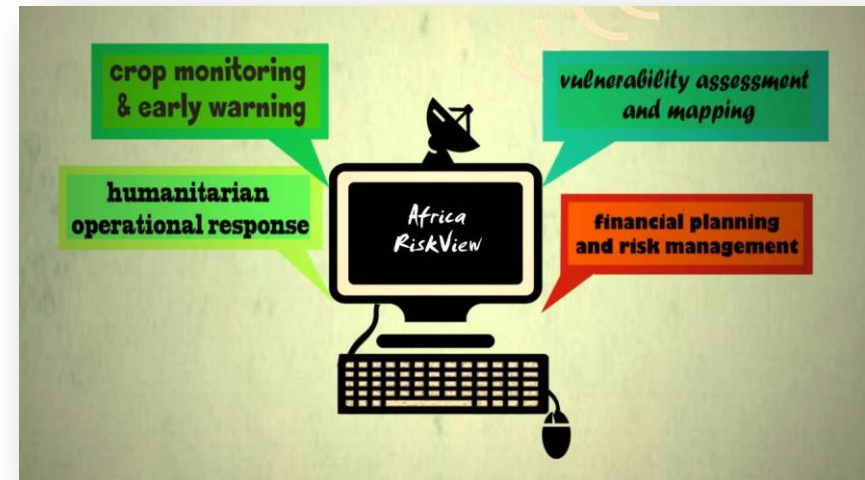 crop monitoring
& early warning
vulnerability assessment
and mapping
humanitarian
operational response
Africa
RiskView
financial planning
and risk management